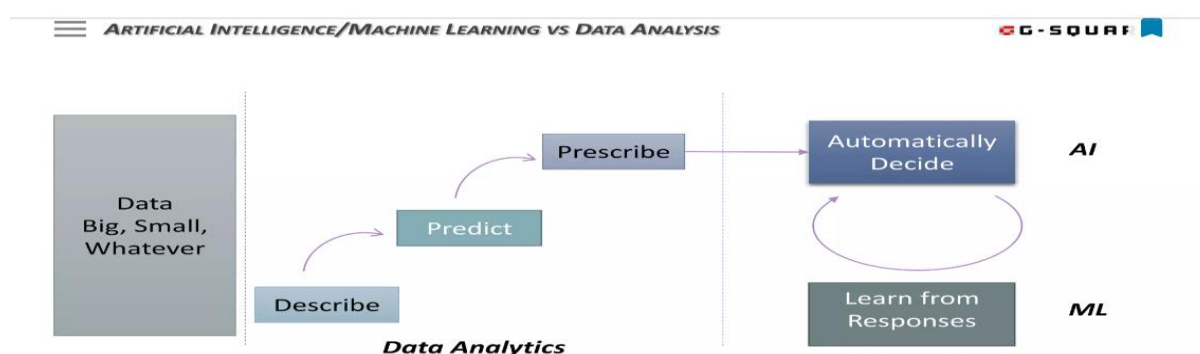 ARTIFICIAL INTELLIGENCE/MACHINE LEARNING VS DATA ANALYSIS
G-SQUAR
Data
Big, Small,
Whatever
Describe
Predict
Prescribe
Data Analytics
Automatically
Decide
AI
Learn from
Responses
ML